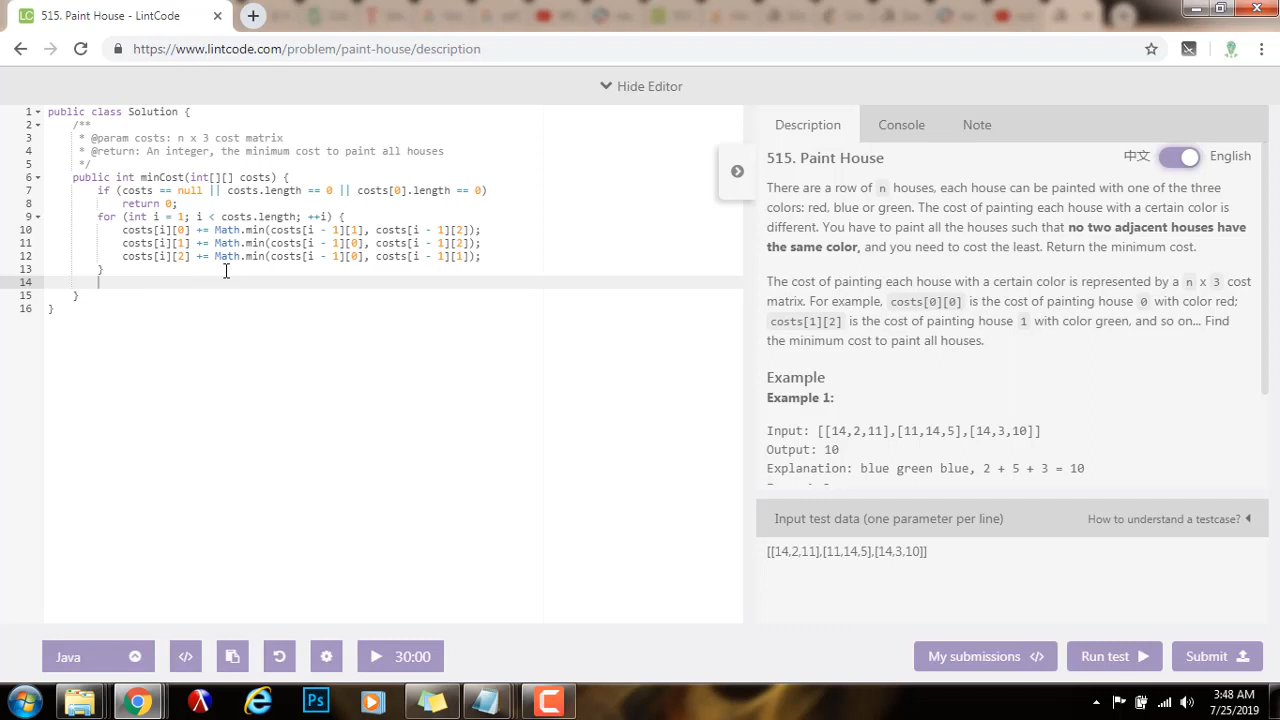 515. Paint House - LintCode
https://www.lintcode.com/problem/paint-house/description
Hide Editor
1 public class Solution {
2 /**
3 * @param costs: n x 3 cost matrix
4 * @return: An integer, the minimum cost to paint all houses
5 */
6 public int minCost(int[][] costs) {
7 if (costs == null || costs.length == 0 || costs[0].length == 0)
8 return 0;
9 for (int i = 1; i < costs.length; ++i) {
10 costs[i][0] += Math.min(costs[i - 1][1], costs[i - 1][2]);
11 costs[i][1] += Math.min(costs[i - 1][0], costs[i - 1][2]);
12 costs[i][2] += Math.min(costs[i - 1][0], costs[i - 1][1]);
13 }
14
15 }
16 }
Description Console Note
515. Paint House 中文 English
There are a row of n houses, each house can be painted with one of the three
colors: red, blue or green. The cost of painting each house with a certain color is
different. You have to paint all the houses such that no two adjacent houses have
the same color, and you need to cost the least. Return the minimum cost.
The cost of painting each house with a certain color is represented by a n x 3 cost
matrix. For example, costs[0][0] is the cost of painting house 0 with color red;
costs[1][2] is the cost of painting house 1 with color green, and so on... Find
the minimum cost to paint all houses.
Example
Example 1:
Input: [[14,2,11],[11,14,5],[14,3,10]]
Output: 10
Explanation: blue green blue, 2 + 5 + 3 = 10
Input test data (one parameter per line) How to understand a testcase?
[[14,2,11],[11,14,5],[14,3,10]]
Java 30:00 My submissions Run test Submit
3:48 AM
7/25/2019